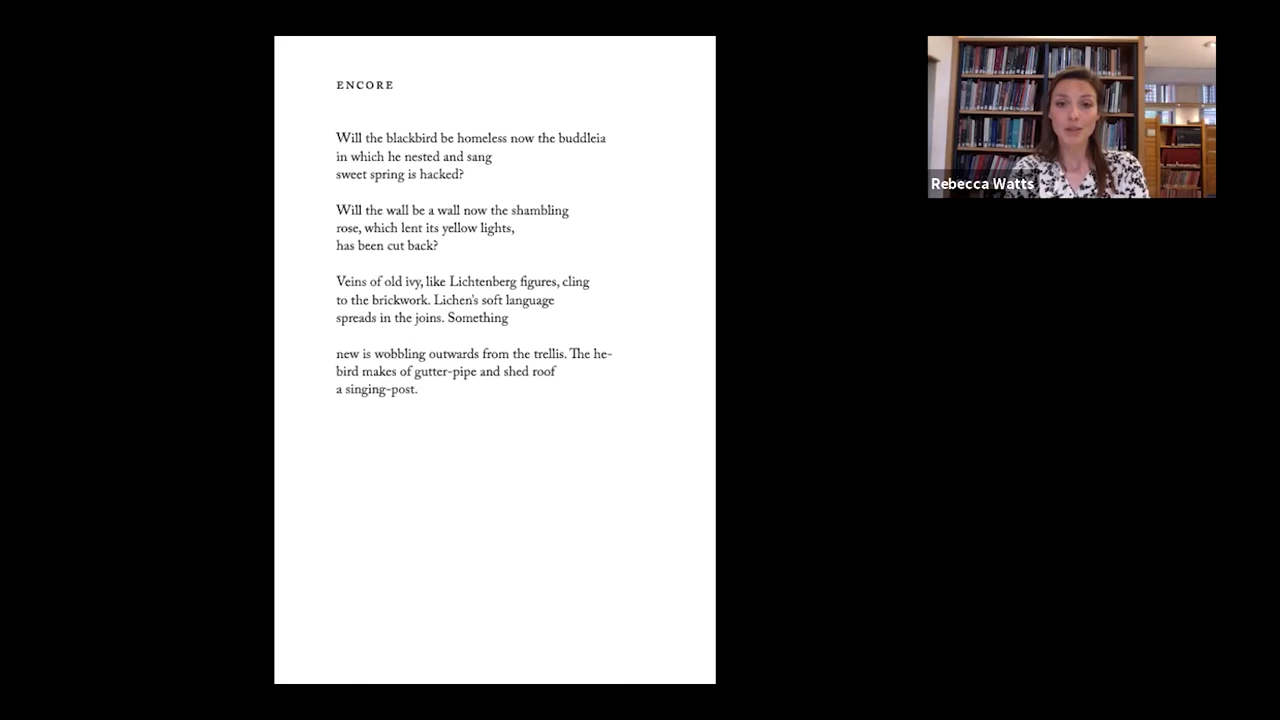 ENCORE
Will the blackbird be homeless now the buddleia
in which he nested and sang
sweet spring is hacked?
Will the wall be a wall now the shambling
rose, which lent its yellow lights,
has been cut back?
Veins of old ivy, like Lichtenberg figures, cling
to the brickwork. Lichen's soft language
spreads in the joins. Something
new is wobbling outwards from the trellis. The he-
bird makes of gutter-pipe and shed roof
a singing-post.
Rebecca Watts